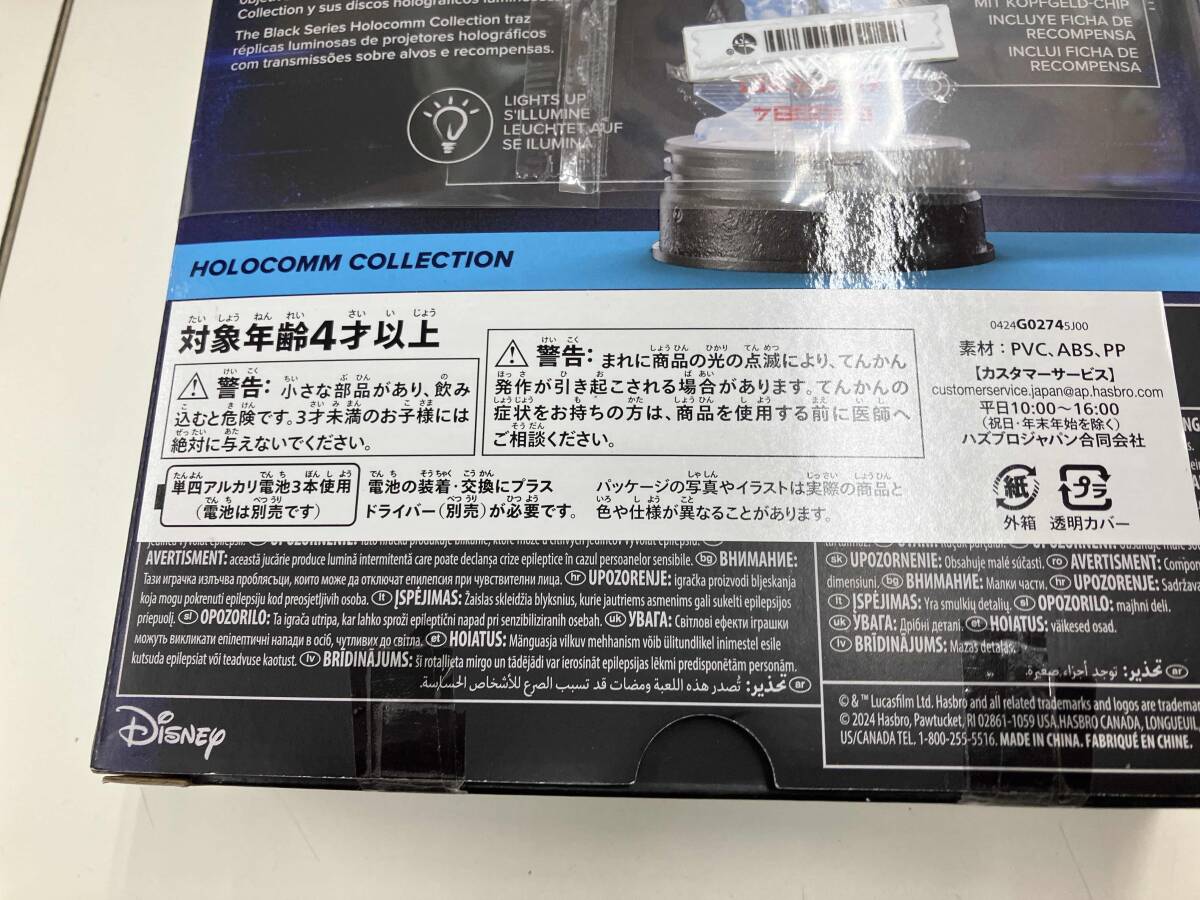 Collection y sus discos holográficos
The Black Series Holocomm Collection traz
réplicas luminosas de projetores holográficos
com transmissões sobre alvos e recompensas.
MIT KOPFGELD-CHIP
INCLUYE FICHA DE
RECOMPENSA
INCLUI FICHA DE
RECOMPENSA
LIGHTS UP
S'ILLUMINE
LEUCHTET AUF
SE ILUMINA
HOLOCOMM COLLECTION
対象年齢4才以上
警告: 小さな部品があり、飲み
込むと危険です。3才未満のお子様には
絶対に与えないでください。
警告: まれに商品の光の点滅により、てんかん
発作が引き起こされる場合があります。てんかんの
症状をお持ちの方は、商品を使用する前に医師へ
ご相談ください。
単四アルカリ電池3本使用
(電池は別売です)
電池の装着・交換にプラス
ドライバー(別売)が必要です。
パッケージの写真やイラストは実際の商品と
色や仕様が異なることがあります。
0424G02745J00
素材:PVC、ABS、PP
【カスタマーサービス】
customerservice.japan@ap.hasbro.com
平日10:00~16:00
(祝日・年末年始を除く)
ハズブロジャパン合同会社
紙 プラ
外箱 透明カバー
AVERTISMENT: această jucărie produce lumină intermitentă care poate declanșa crize epileptice în cazul persoanelor sensibile. bg ВНИМАНИЕ:
Тази играчка излъчва проблясъци, които може да отключат епилепсия при чувствителни лица. hr UPOZORENJE: igračka proizvodi bljeskanja
koja mogu pokrenuti epilepsiju kod preosjetljivih osoba. lt ĮSPĖJIMAS: Žaislas skleidžia blyksnius, kurie jautriems asmenims gali sukelti epilepsijos
priepuolį. sl OPOZORILO: Ta igrača utripa, kar lahko sproži epileptični napad pri senzibiliziranih osebah. uk УВАГА: Світлові ефекти іграшки
можуть викликати епілептичні напади в осіб, чутливих до світла. et HOIATUS: Mänguasja vilkuv mehhanism võib ülitundlikel inimestel esile
kutsuda epilepsiat või teadvuse kaotust. lv BRĪDINĀJUMS: šī rotaļlieta mirgo un tādējādi var ierosināt epilepsijas lēkmi predisponētām personām.
ar تحذير: تُصدر هذه اللعبة ومضات قد تسبب الصرع للأشخاص الحساسة.
sk UPOZORNENIE: Obsahuje malé súčasti. ro AVERTISMENT:
dimensiuni. bg ВНИМАНИЕ: Малки части. hr UPOZORENJE:
lt ĮSPĖJIMAS: Yra smulkių detalių. sl OPOZORILO: majhni deli.
uk УВАГА: Дрібні деталі. et HOIATUS: väikesed osad.
lv BRĪDINĀJUMS: Mazas detaļas.
ar تحذير: توجد أجزاء صغيرة.
© & ™ Lucasfilm Ltd. Hasbro and all related trademarks and logos are
© 2024 Hasbro, Pawtucket, RI 02861-1059 USA, HASBRO CANADA, LONGUEUIL,
US/CANADA TEL. 1-800-255-5516. MADE IN CHINA. FABRIQUÉ EN CHINE.
Disney